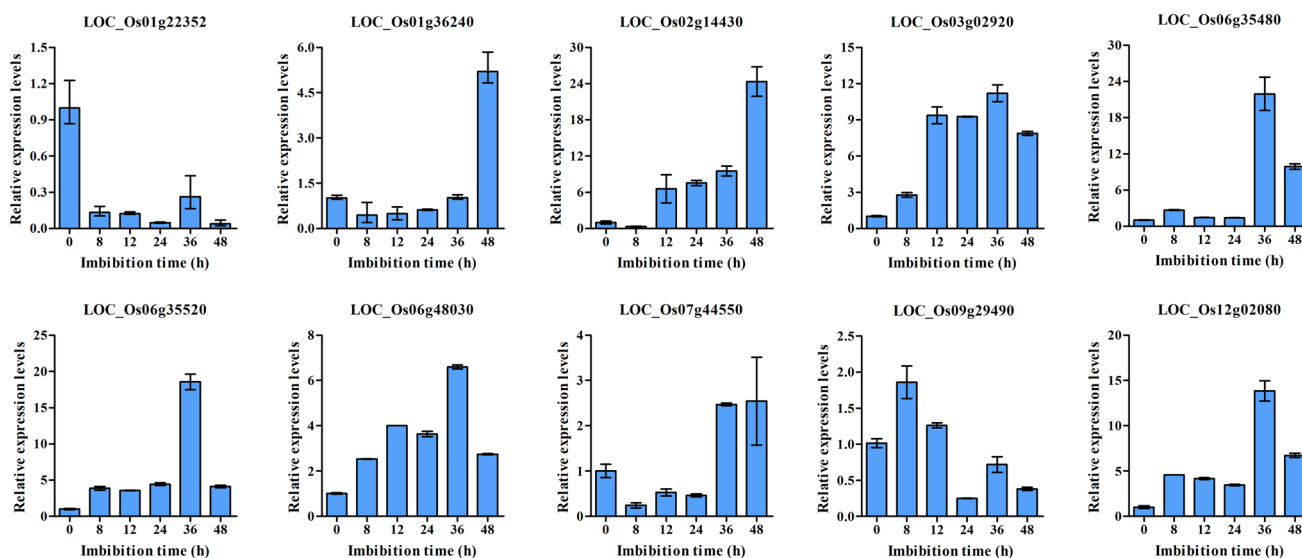 LOC_Os01g22352
Relative expression levels
1.5
1.2
0.9
0.6
0.3
0.0
0 8 12 24 36 48
Imbibition time (h)
LOC_Os01g36240
Relative expression levels
6.0
4.5
3.0
1.5
0.0
0 8 12 24 36 48
Imbibition time (h)
LOC_Os02g14430
Relative expression levels
30
24
18
12
6
0
0 8 12 24 36 48
Imbibition time (h)
LOC_Os03g02920
Relative expression levels
15
12
9
6
3
0
0 8 12 24 36 48
Imbibition time (h)
LOC_Os06g35480
Relative expression levels
30
24
18
12
6
0
0 8 12 24 36 48
Imbibition time (h)
LOC_Os06g35520
Relative expression levels
25
20
15
10
5
0
0 8 12 24 36 48
Imbibition time (h)
LOC_Os06g48030
Relative expression levels
8
6
4
2
0
0 8 12 24 36 48
Imbibition time (h)
LOC_Os07g44550
Relative expression levels
4
3
2
1
0
0 8 12 24 36 48
Imbibition time (h)
LOC_Os09g29490
Relative expression levels
2.5
2.0
1.5
1.0
0.5
0.0
0 8 12 24 36 48
Imbibition time (h)
LOC_Os12g02080
Relative expression levels
20
15
10
5
0
0 8 12 24 36 48
Imbibition time (h)